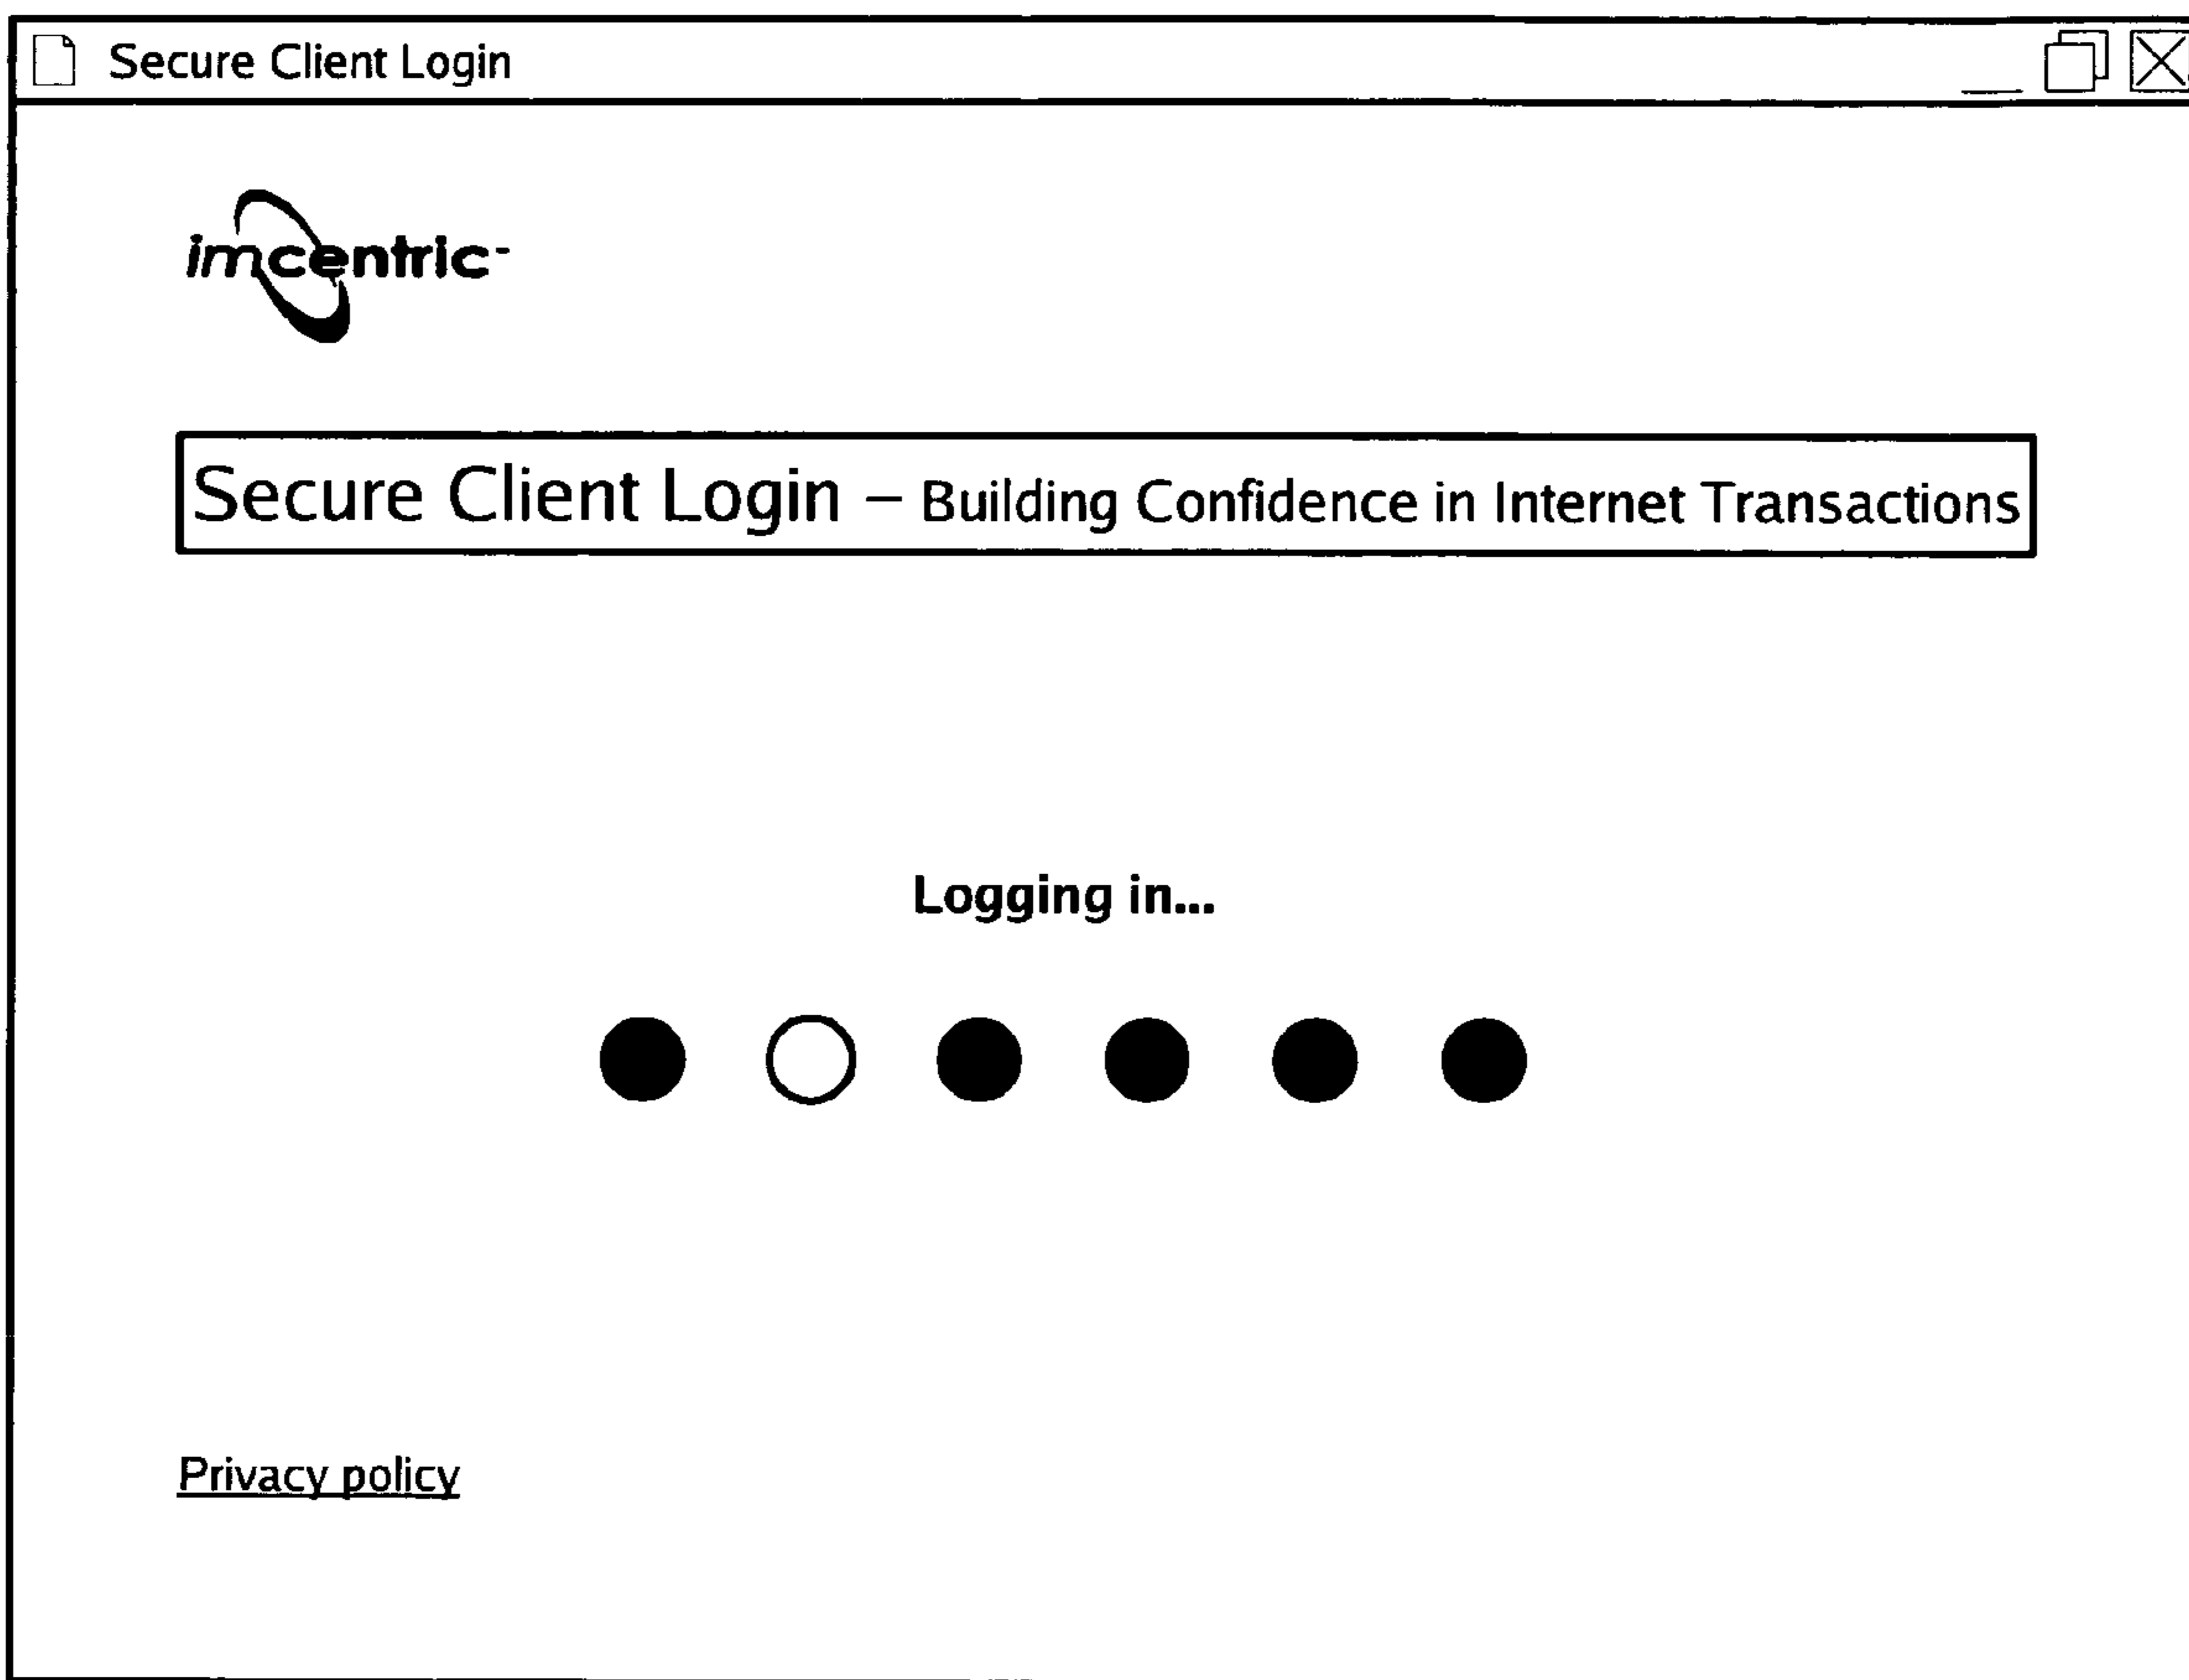 Secure Client Login
imcentric
Secure Client Login – Building Confidence in Internet Transactions
Logging in...
Privacy policy